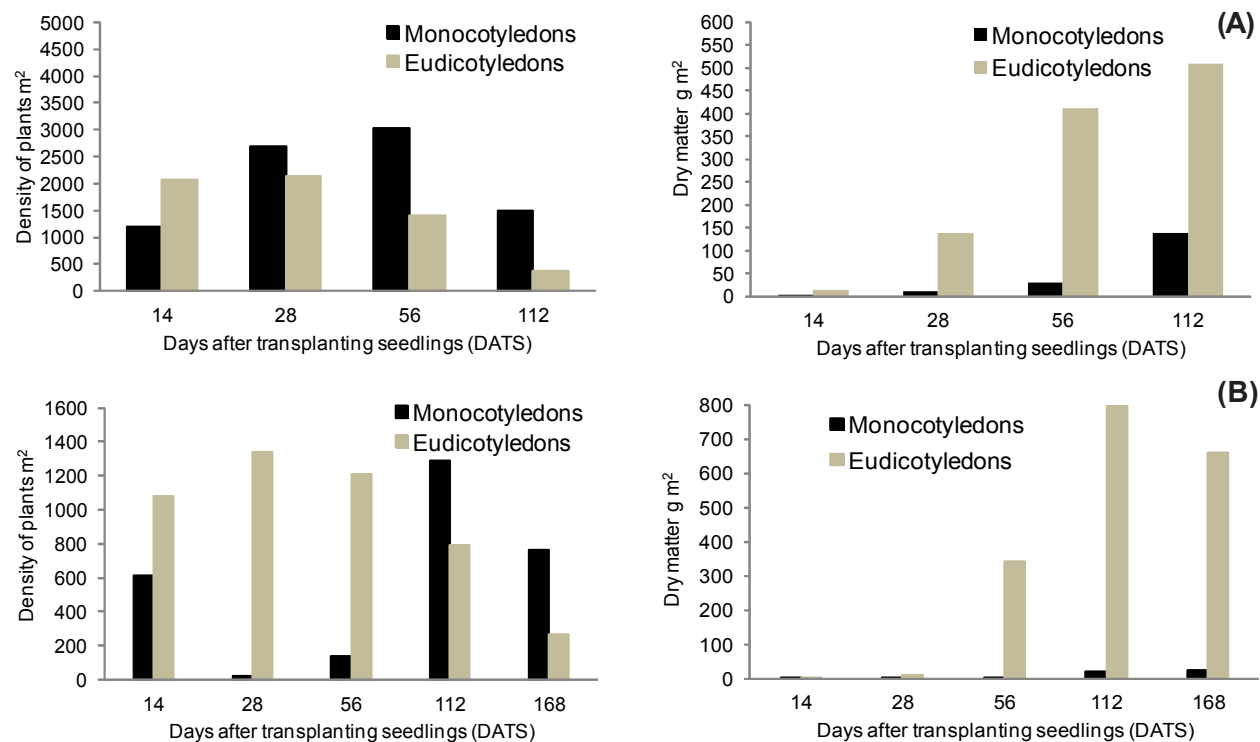 5000
4500
4000
3500
3000
2500
2000
1500
1000
500
0
Density of plants m²
Monocotyledons
Eudicotyledons
14 28 56 112
Days after transplanting seedlings (DATS)
(A)
600
550
500
450
400
350
300
250
200
150
100
50
0
Dry matter g m²
Monocotyledons
Eudicotyledons
14 28 56 112
Days after transplanting seedlings (DATS)
1600
1400
1200
1000
800
600
400
200
0
Density of plants m²
Monocotyledons
Eudicotyledons
14 28 56 112 168
Days after transplanting seedlings (DATS)
(B)
800
700
600
500
400
300
200
100
0
Dry matter g m²
Monocotyledons
Eudicotyledons
14 28 56 112 168
Days after transplanting seedlings (DATS)